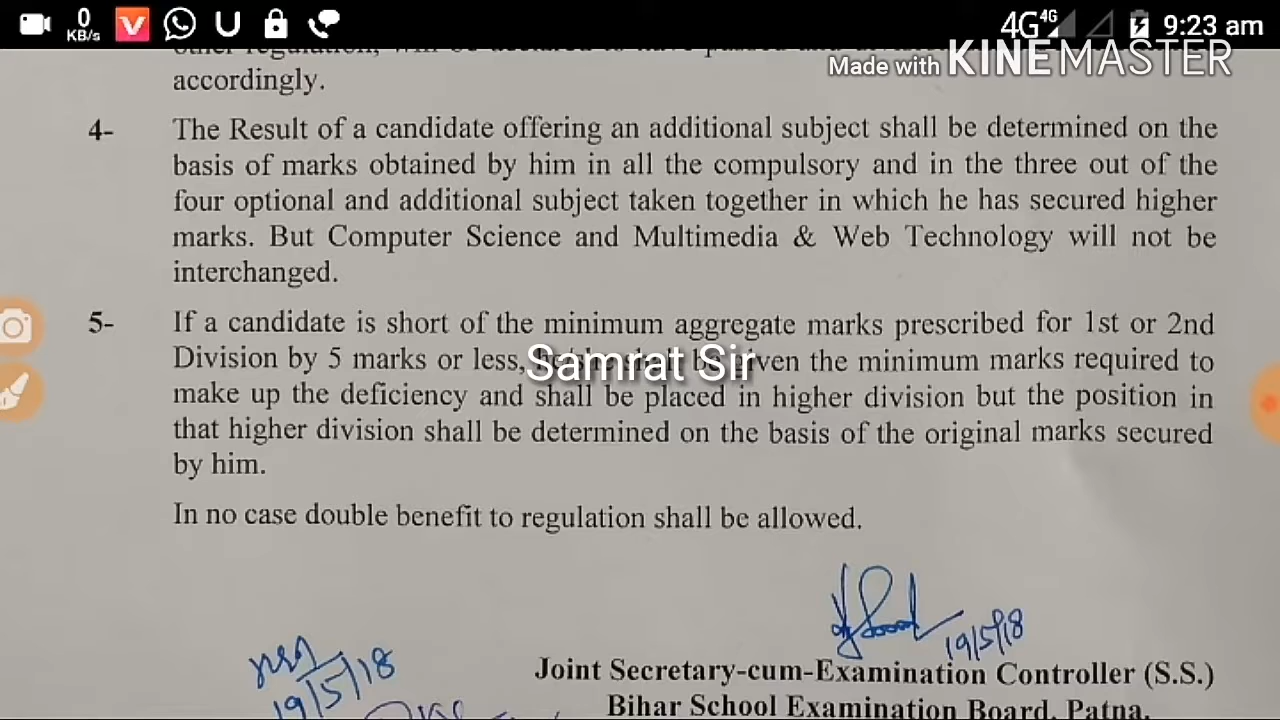 0
KB/s
4G 4G
9:23 am
Made with KINEMASTER
accordingly.
4- The Result of a candidate offering an additional subject shall be determined on the
basis of marks obtained by him in all the compulsory and in the three out of the
four optional and additional subject taken together in which he has secured higher
marks. But Computer Science and Multimedia & Web Technology will not be
interchanged.
5- If a candidate is short of the minimum aggregate marks prescribed for 1st or 2nd
Division by 5 marks or less, the minimum marks required to
Samrat Sir
make up the deficiency and shall be placed in higher division but the position in
that higher division shall be determined on the basis of the original marks secured
by him.
In no case double benefit to regulation shall be allowed.
19/5/18
19/5/18
Joint Secretary-cum-Examination Controller (S.S.)
Bihar School Examination Board, Patna.